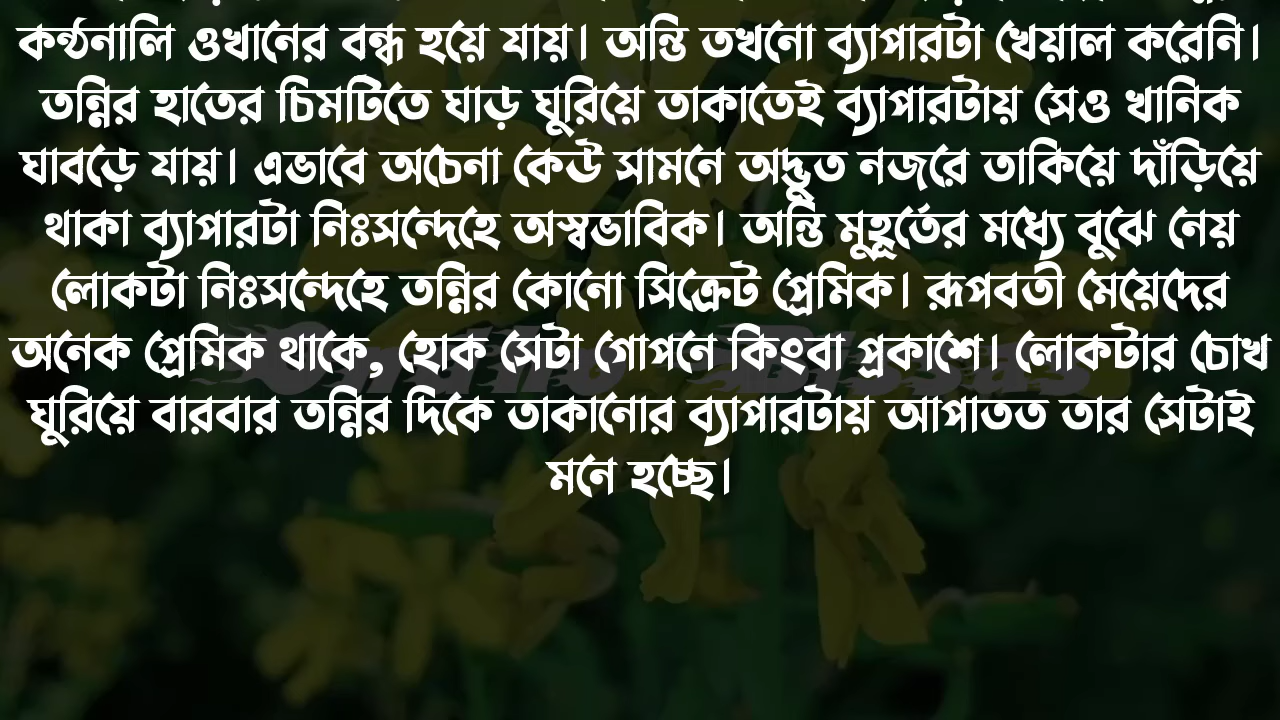 কন্ঠনালি ওখানের বন্ধ হয়ে যায়। অন্তি তখনো ব্যাপারটা খেয়াল করেনি।
তন্নির হাতের চিমটিতে ঘাড় ঘুরিয়ে তাকাতেই ব্যাপারটায় সেও খানিক
ঘাবড়ে যায়। এভাবে অচেনা কেউ সামনে অদ্ভুত নজরে তাকিয়ে দাঁড়িয়ে
থাকা ব্যাপারটা নিঃসন্দেহে অস্বভাবিক। অন্তি মুহূর্তের মধ্যে বুঝে নেয়
লোকটা নিঃসন্দেহে তন্নির কোনো সিক্রেট প্রেমিক। রূপবতী মেয়েদের
অনেক প্রেমিক থাকে, হোক সেটা গোপনে কিংবা প্রকাশে। লোকটার চোখ
ঘুরিয়ে বারবার তন্নির দিকে তাকানোর ব্যাপারটায় আপাতত তার সেটাই
মনে হচ্ছে।